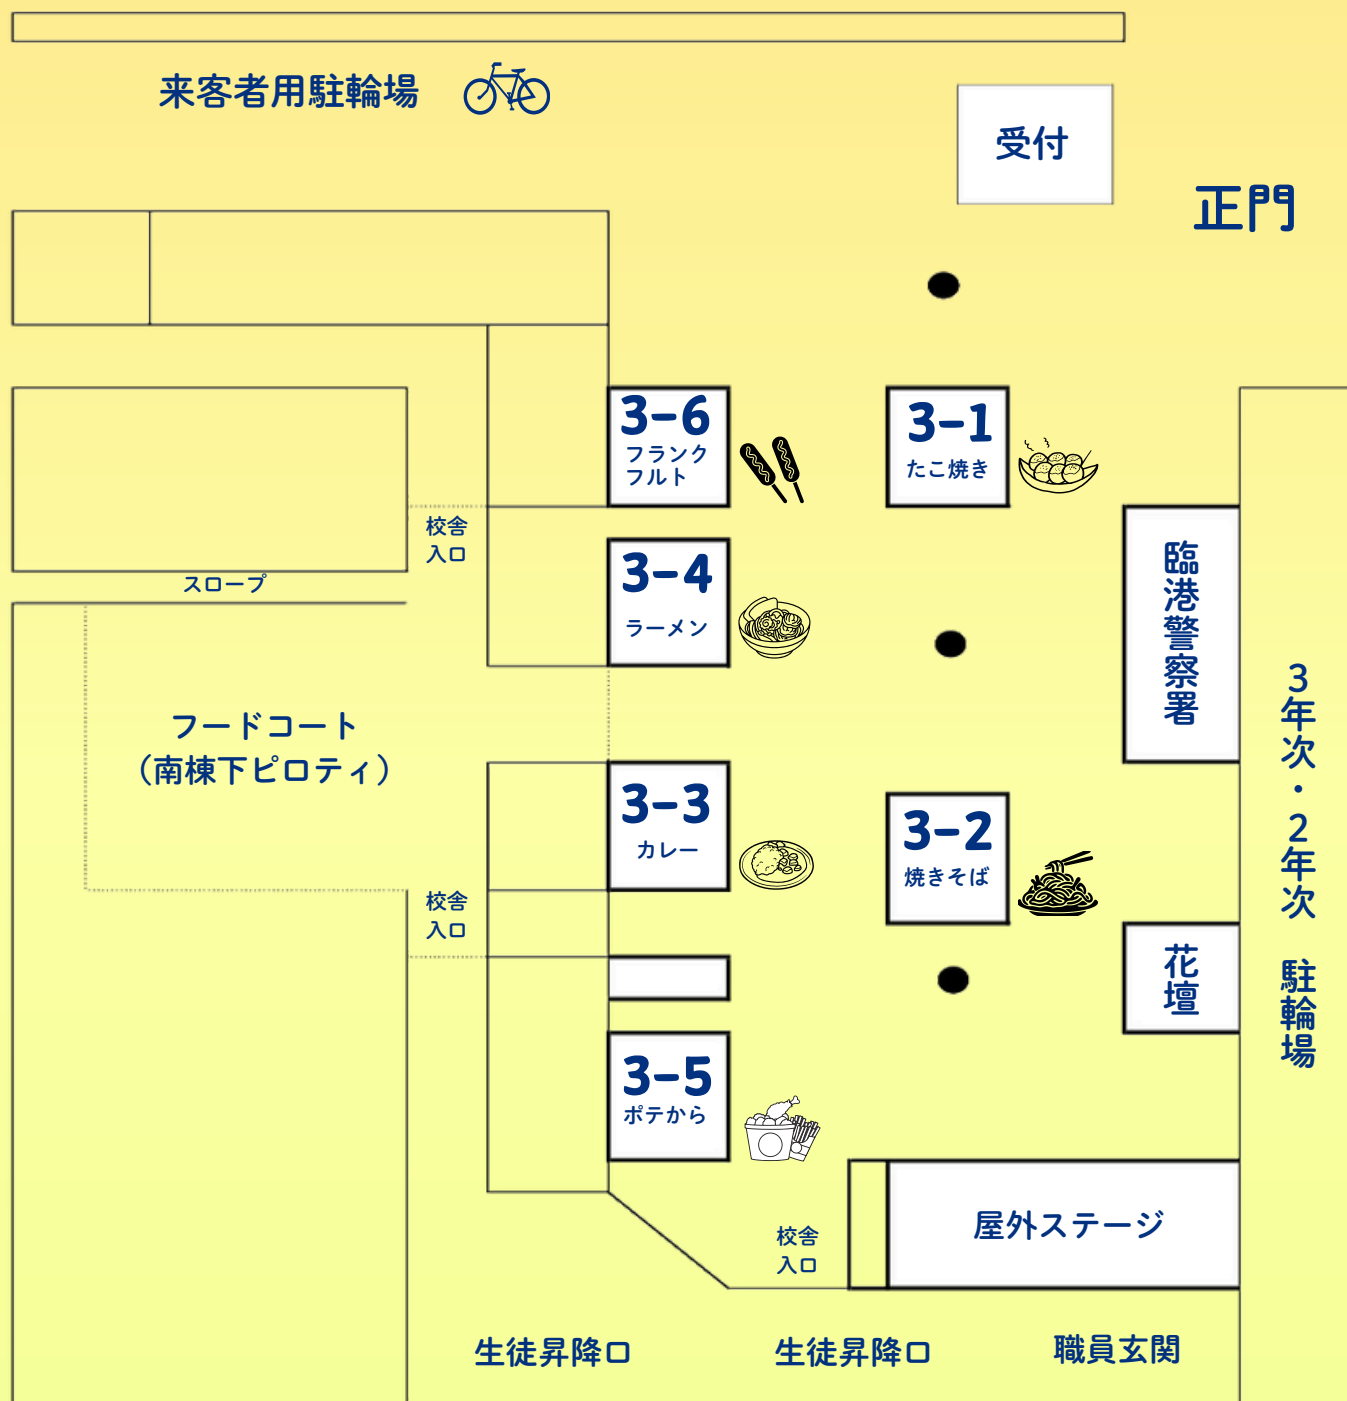 来客者用駐輪場
受付
正門
3-6
フランク
フルト
3-1
たこ焼き
校舎
入口
スロープ
3-4
ラーメン
臨港警察署
フードコート
（南棟下ピロティ）
3年次・2年次 駐輪場
3-3
カレー
3-2
焼きそば
校舎
入口
花壇
3-5
ポテから
屋外ステージ
校舎
入口
生徒昇降口
生徒昇降口
職員玄関